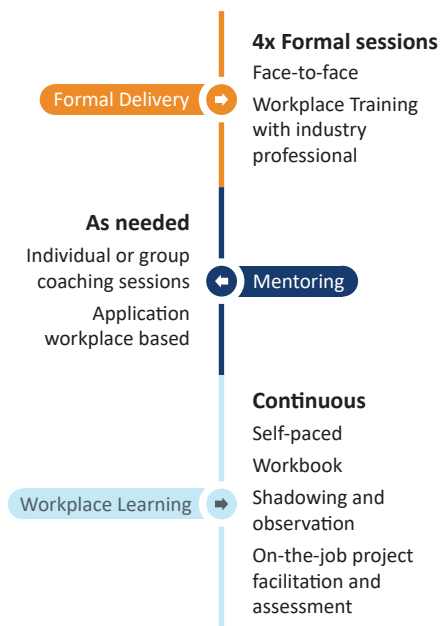 4x Formal sessions
Face-to-face
Workplace Training
with industry
professional
Formal Delivery
As needed
Individual or group
coaching sessions
Application
workplace based
Mentoring
Continuous
Self-paced
Workbook
Shadowing and
observation
On-the-job project
facilitation and
assessment
Workplace Learning